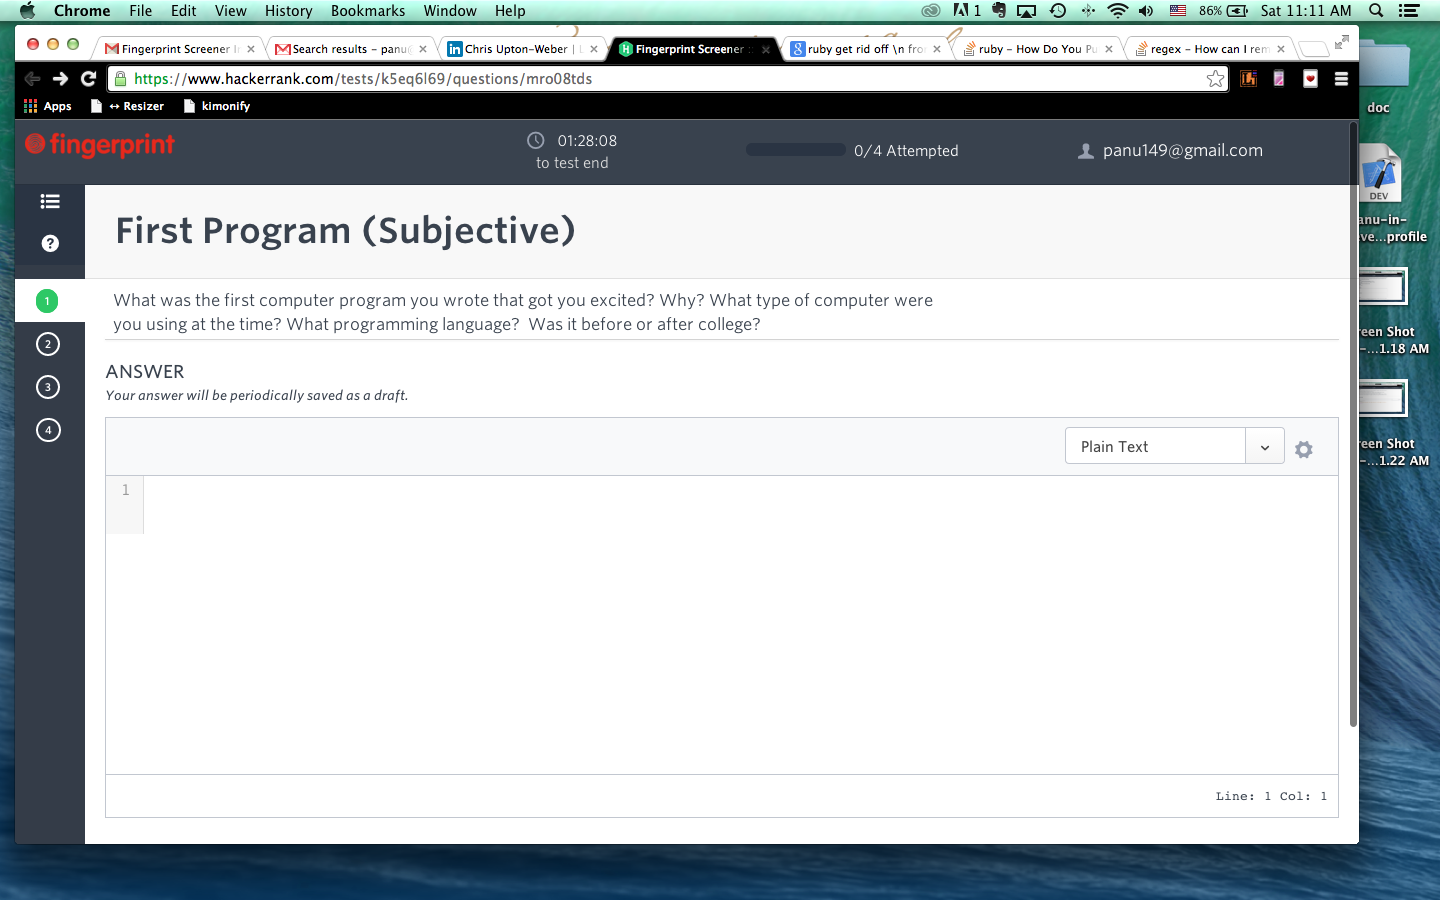 Chrome File Edit View History Bookmarks Window Help 1 86% Sat 11:11 AM
Fingerprint Screener Search results – panu@ Chris Upton-Weber | L Fingerprint Screener :: ruby get rid off \n fro ruby – How Do You Pu regex – How can I rem
https://www.hackerrank.com/tests/k5eq6l69/questions/mro08tds
Apps ↔ Resizer kimonify
doc
fingerprint
01:28:08
to test end
0/4 Attempted
panu149@gmail.com
DEV
anu-in-
...profile
First Program (Subjective)
1
What was the first computer program you wrote that got you excited? Why? What type of computer were
you using at the time? What programming language? Was it before or after college?
2
3
4
reen Shot
-...1.18 AM
ANSWER
Your answer will be periodically saved as a draft.
Plain Text
reen Shot
-...1.22 AM
1
Line: 1 Col: 1